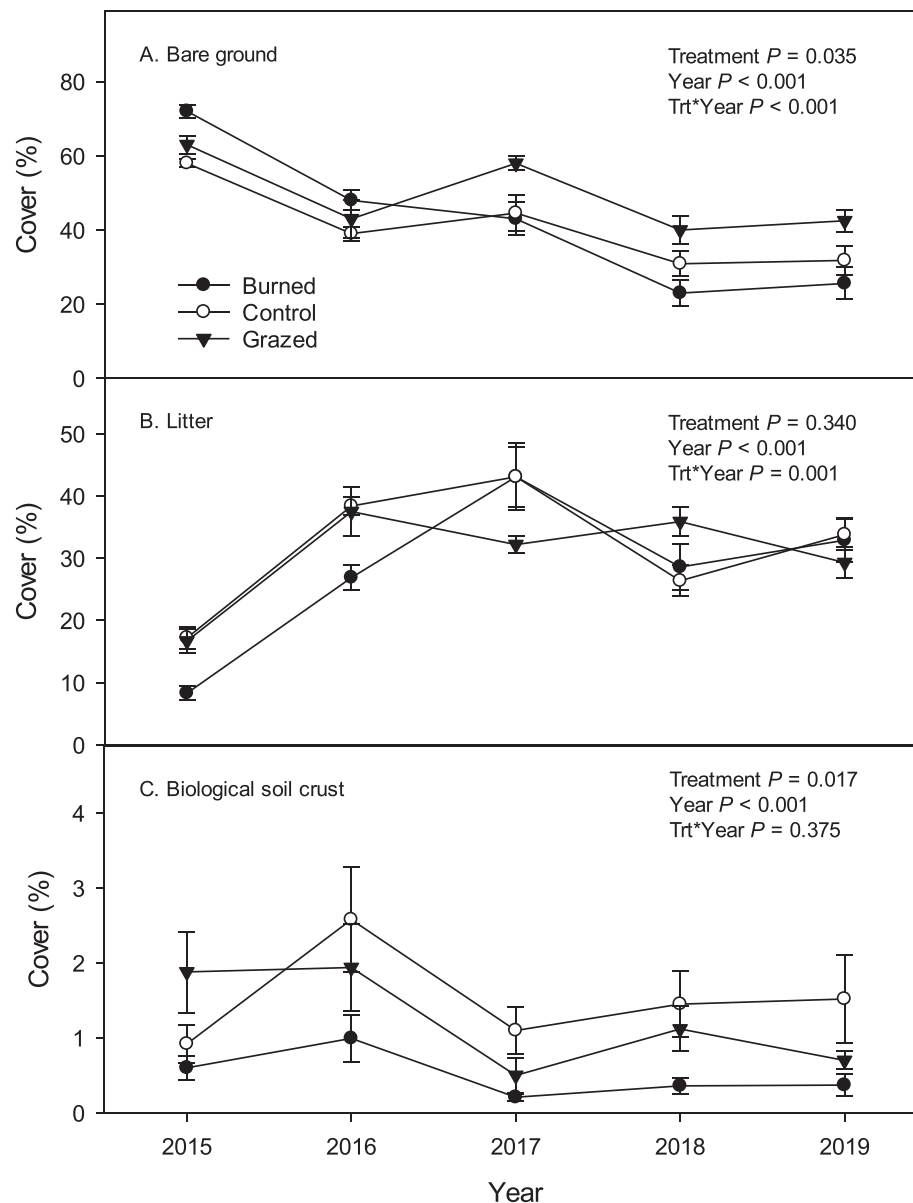 A. Bare ground
Treatment P = 0.035
Year P < 0.001
Trt*Year P < 0.001
80
60
40
20
0
Cover (%)
Burned
Control
Grazed
B. Litter
Treatment P = 0.340
Year P < 0.001
Trt*Year P = 0.001
50
40
30
20
10
0
Cover (%)
C. Biological soil crust
Treatment P = 0.017
Year P < 0.001
Trt*Year P = 0.375
4
3
2
1
0
Cover (%)
2015 2016 2017 2018 2019
Year